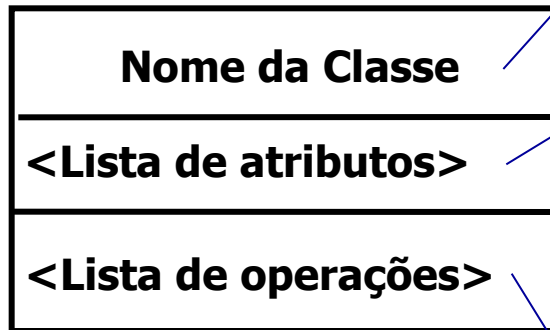 Nome da Classe
<Lista de atributos>
<Lista de operações>